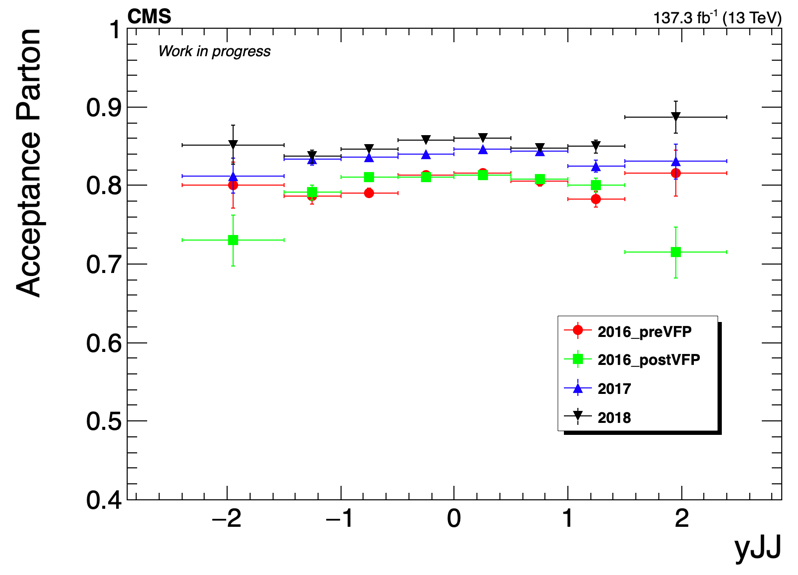 CMS
137.3 fb⁻¹ (13 TeV)
Work in progress
Acceptance Parton
1
0.9
0.8
0.7
0.6
0.5
0.4
2016_preVFP
2016_postVFP
2017
2018
−2
−1
0
1
2
yJJ